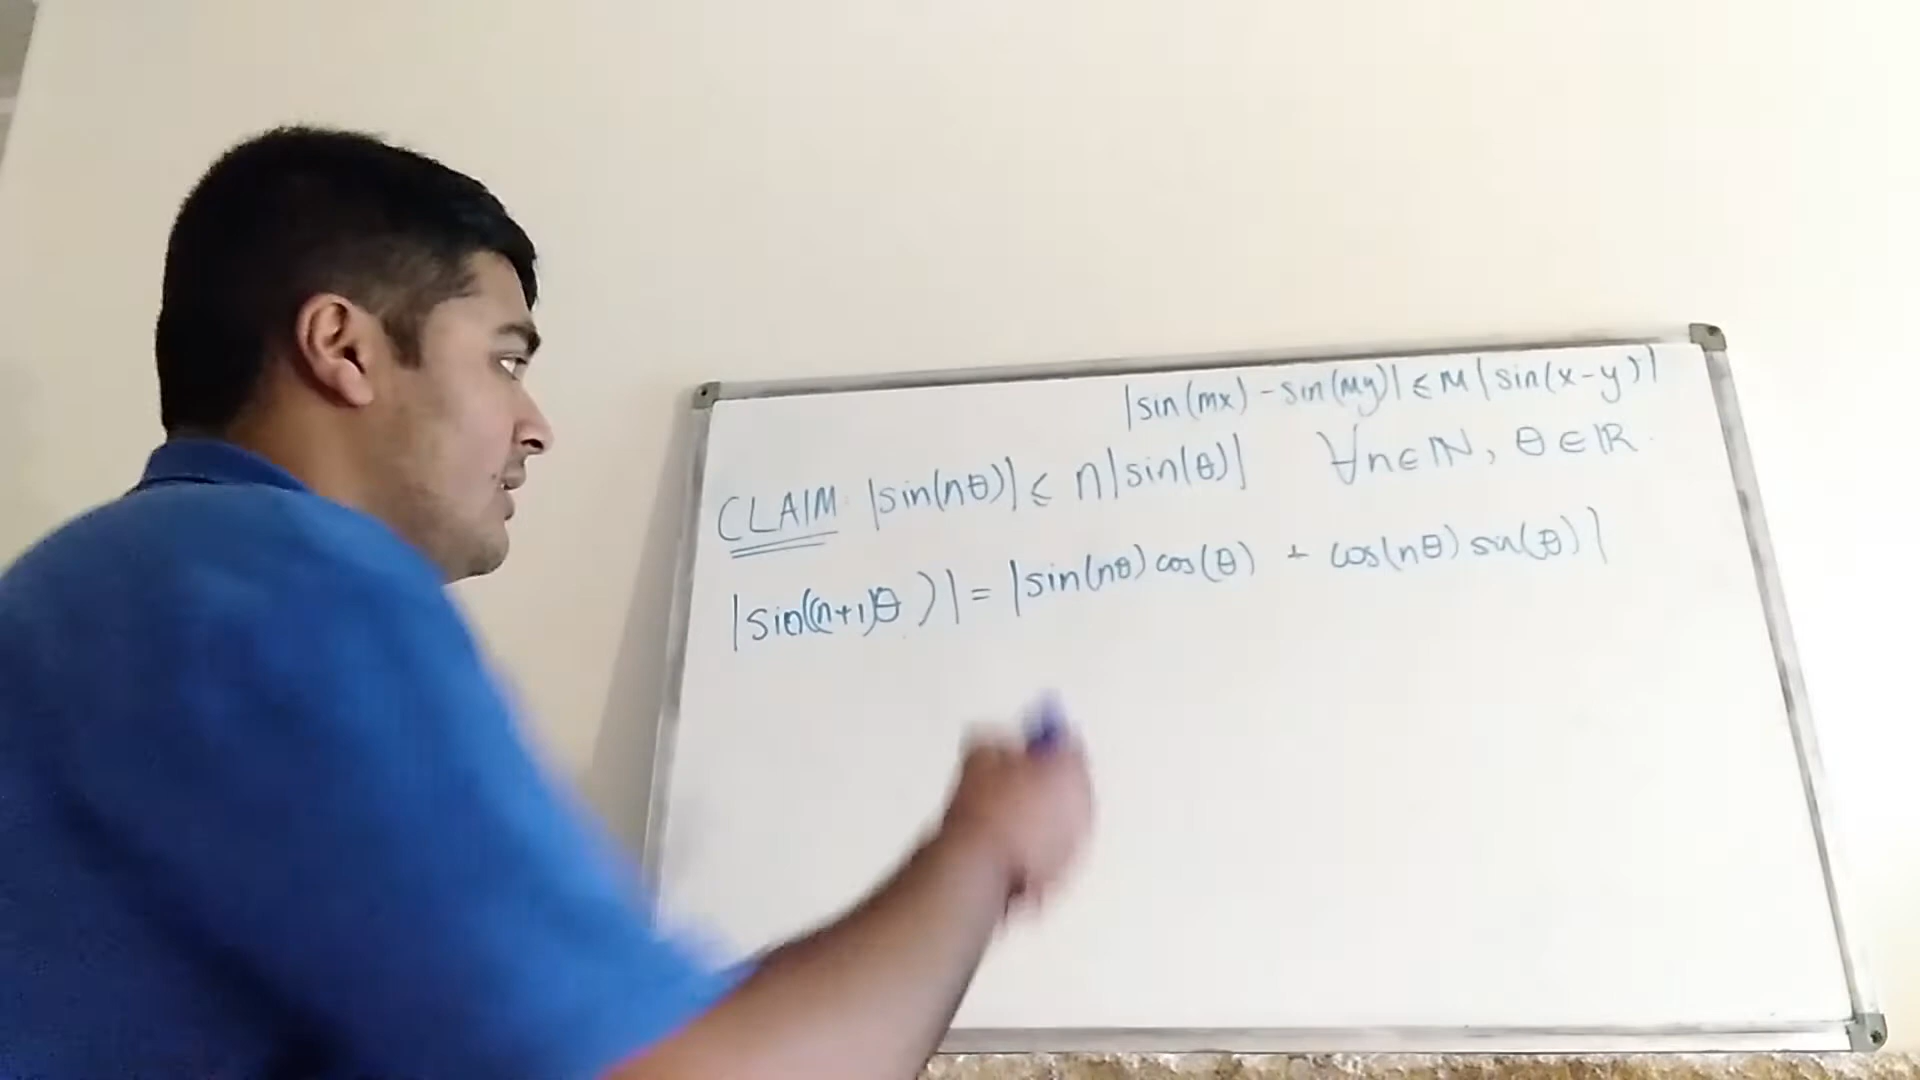 |sin(mx) - sin(my)| ≤ M|sin(x-y)|
CLAIM: |sin(nθ)| ≤ n|sin(θ)| ∀n∈ℕ, θ∈ℝ.
|sin((n+1)θ)| = |sin(nθ)cos(θ) + cos(nθ)sin(θ)|